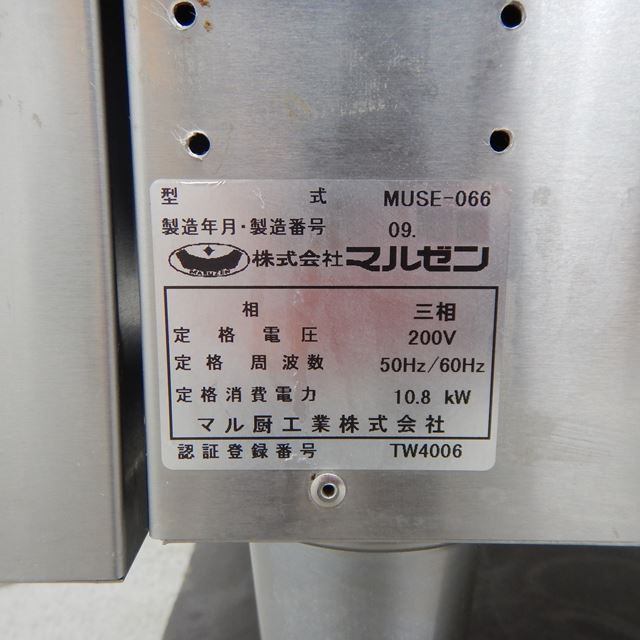 型式 MUSE-066
製造年月・製造番号 09.
MARUZEN 株式会社マルゼン
相 三相
定格電圧 200V
定格周波数 50Hz/60Hz
定格消費電力 10.8 kW
マル厨工業株式会社
認証登録番号 TW4006